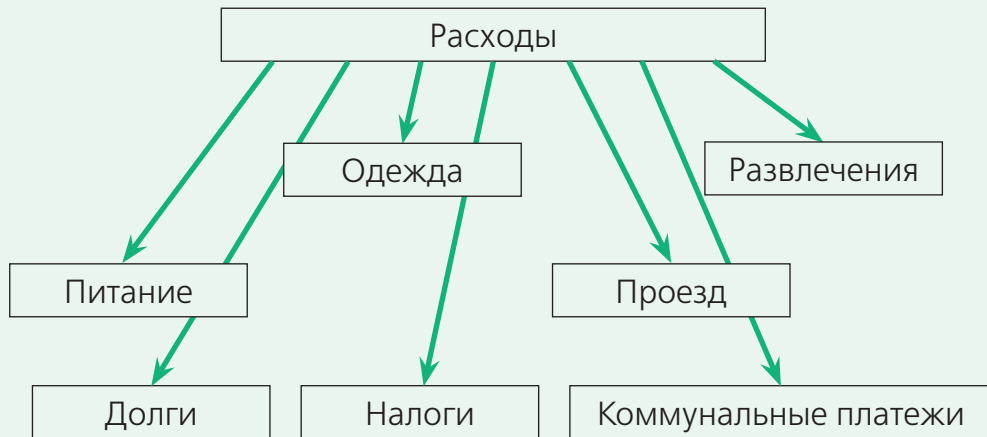 Расходы
Одежда
Развлечения
Питание
Проезд
Долги
Налоги
Коммунальные платежи